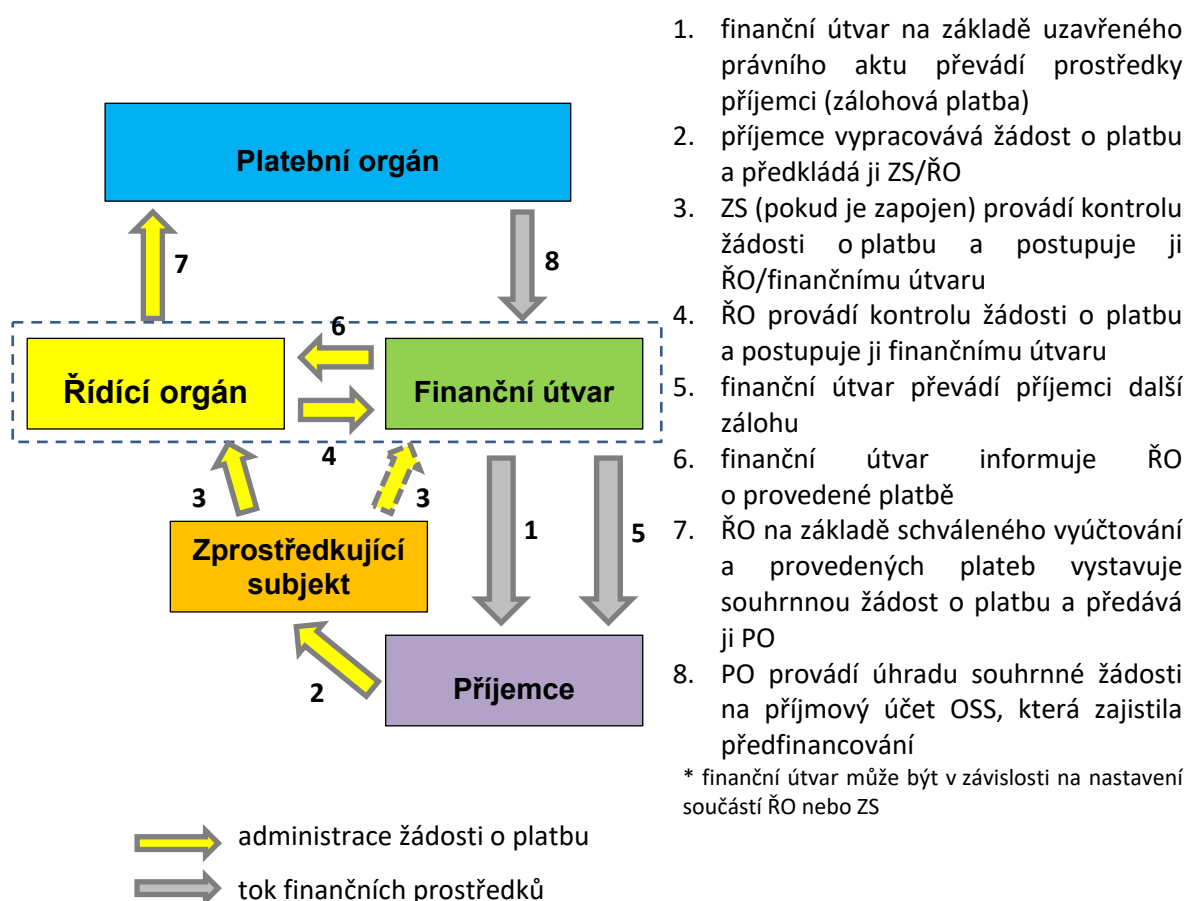 Platební orgán
7
8
6
Řídící orgán
Finanční útvar
4
3
3
1
5
Zprostředkující
subjekt
2
Příjemce
administrace žádosti o platbu
tok finančních prostředků
1. finanční útvar na základě uzavřeného
právního aktu převádí prostředky
příjemci (zálohová platba)
2. příjemce vypracovává žádost o platbu
a předkládá ji ZS/ŘO
3. ZS (pokud je zapojen) provádí kontrolu
žádosti o platbu a postupuje ji
ŘO/finančnímu útvaru
4. ŘO provádí kontrolu žádosti o platbu
a postupuje ji finančnímu útvaru
5. finanční útvar převádí příjemci další
zálohu
6. finanční útvar informuje ŘO
o provedené platbě
7. ŘO na základě schváleného vyúčtování
a provedených plateb vystavuje
souhrnnou žádost o platbu a předává
ji PO
8. PO provádí úhradu souhrnné žádosti
na příjmový účet OSS, která zajistila
předfinancování
* finanční útvar může být v závislosti na nastavení
součástí ŘO nebo ZS